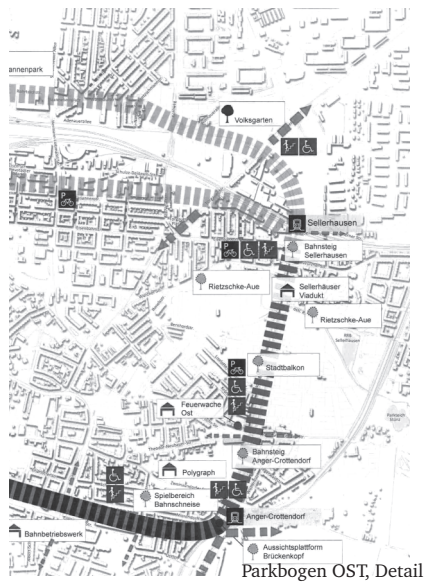 annenpark
Volksgarten
P
Sellerhausen
P
Bahnsteig
Sellerhausen
Rietzschke-Aue
Sellerhäuser
Viadukt
Rietzschke-Aue
P
Stadtbalkon
Feuerwache
Ost
Bahnsteig
Anger-Crottendorf
Polygraph
Spielbereich
Bahnschneise
Anger-Crottendorf
Bahnbetriebswerk
Aussichtsplattform
Brückenkopf
Parkbogen OST, Detail